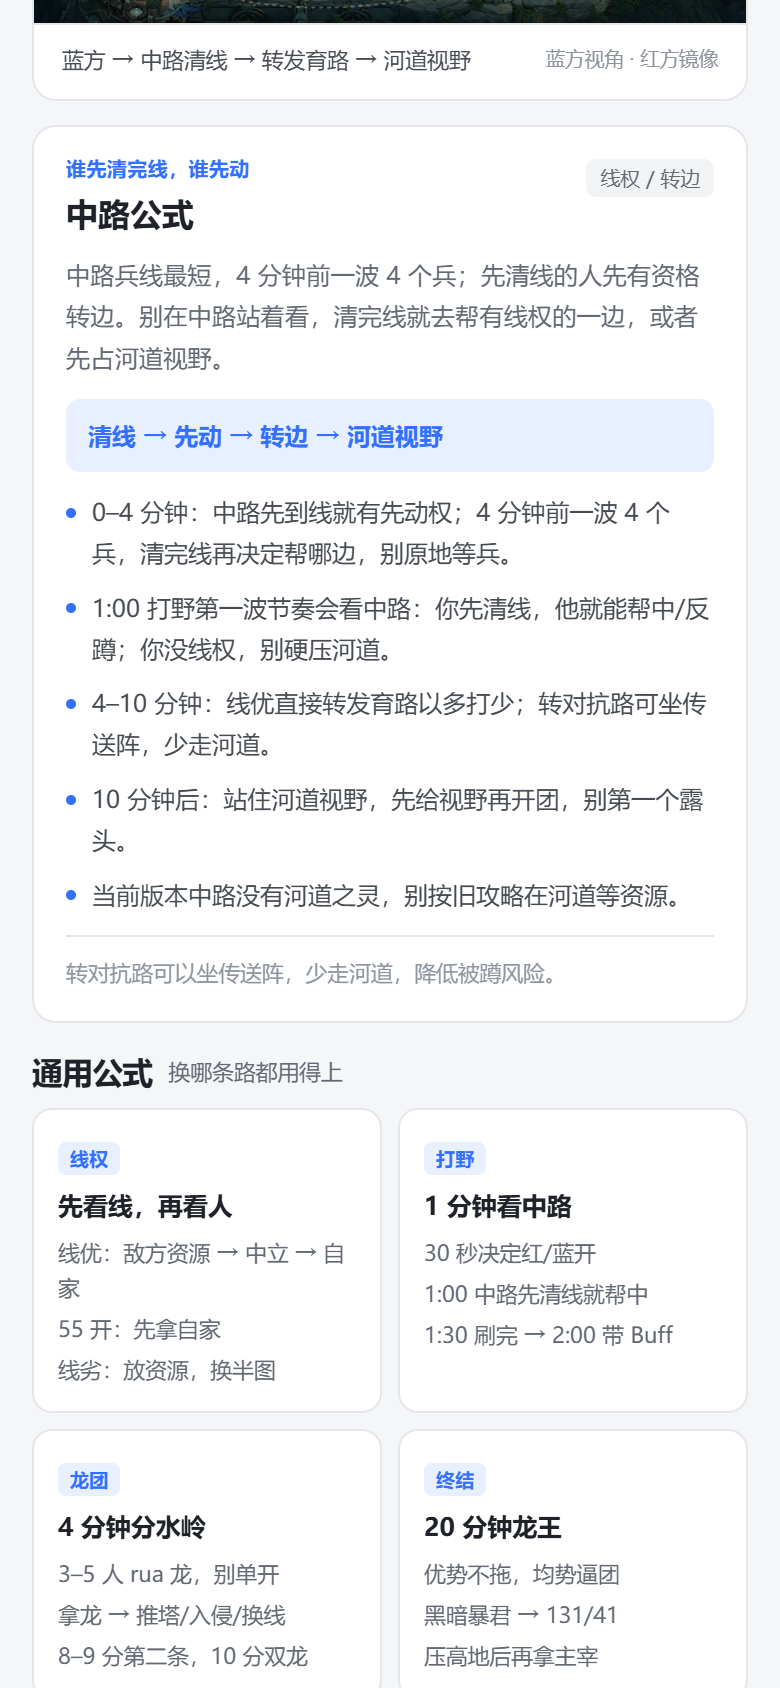 蓝方 → 中路清线 → 转发育路 → 河道视野
蓝方视角 · 红方镜像
谁先清完线，谁先动
线权 / 转边
中路公式
中路兵线最短，4 分钟前一波 4 个兵；先清线的人先有资格
转边。别在中路站着看，清完线就去帮有线权的一边，或者
先占河道视野。
清线 → 先动 → 转边 → 河道视野
0–4 分钟：中路先到线就有先动权；4 分钟前一波 4 个
兵，清完线再决定帮哪边，别原地等兵。
1:00 打野第一波节奏会看中路：你先清线，他就能帮中/反
蹲；你没线权，别硬压河道。
4–10 分钟：线优直接转发育路以多打少；转对抗路可坐传
送阵，少走河道。
10 分钟后：站住河道视野，先给视野再开团，别第一个露
头。
当前版本中路没有河道之灵，别按旧攻略在河道等资源。
转对抗路可以坐传送阵，少走河道，降低被蹲风险。
通用公式 换哪条路都用得上
线权
先看线，再看人
线优：敌方资源 → 中立 → 自
家
55 开：先拿自家
线劣：放资源，换半图
打野
1 分钟看中路
30 秒决定红/蓝开
1:00 中路先清线就帮中
1:30 刷完 → 2:00 带 Buff
龙团
4 分钟分水岭
3–5 人 rua 龙，别单开
拿龙 → 推塔/入侵/换线
8–9 分第二条，10 分双龙
终结
20 分钟龙王
优势不拖，均势逼团
黑暗暴君 → 131/41
压高地后再拿主宰